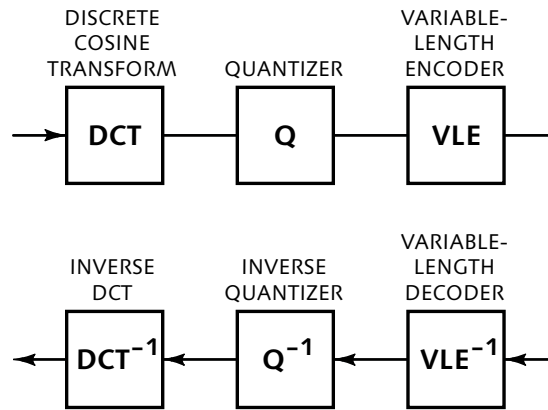 DISCRETE
COSINE
TRANSFORM
QUANTIZER
VARIABLE-
LENGTH
ENCODER
DCT
Q
VLE
INVERSE
DCT
INVERSE
QUANTIZER
VARIABLE-
LENGTH
DECODER
DCT⁻¹
Q⁻¹
VLE⁻¹